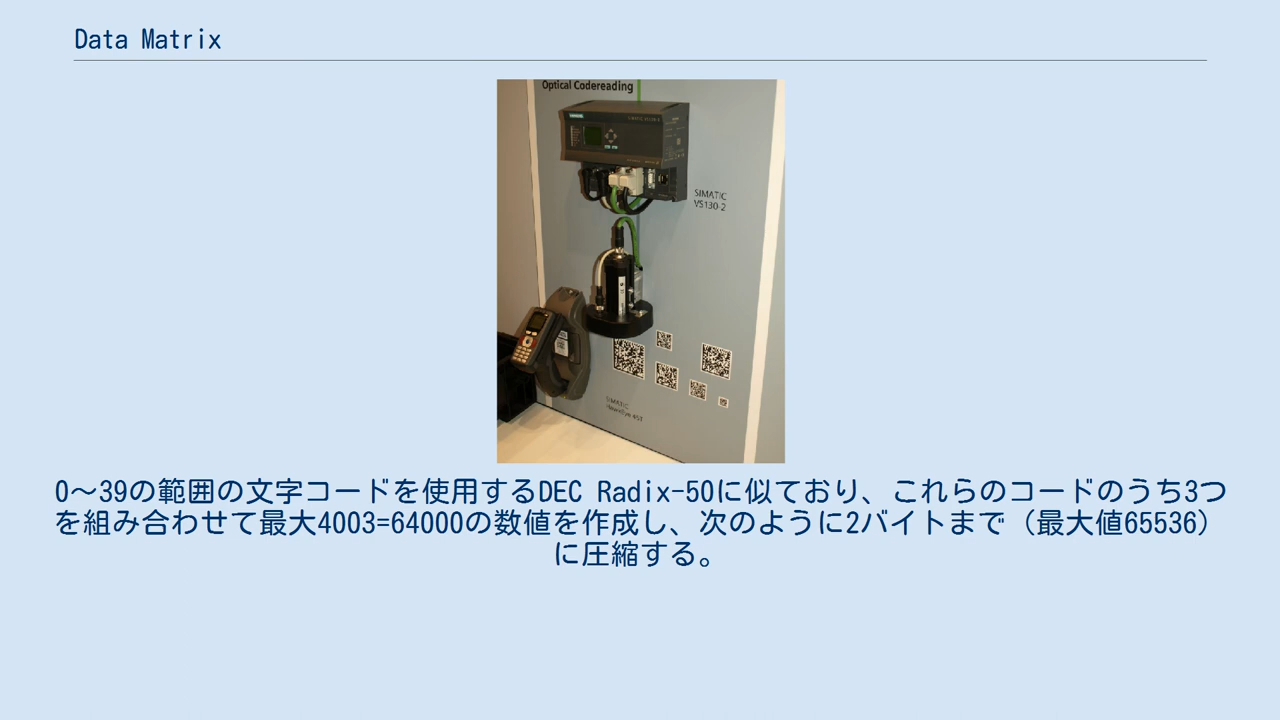 Data Matrix
Optical Codereading
SIEMENS
SIMATIC
VS130-2
SIMATIC
0～39の範囲の文字コードを使用するDEC Radix-50に似ており、これらのコードのうち3つ
を組み合わせて最大4003=64000の数値を作成し、次のように2バイトまで（最大値65536）
に圧縮する。